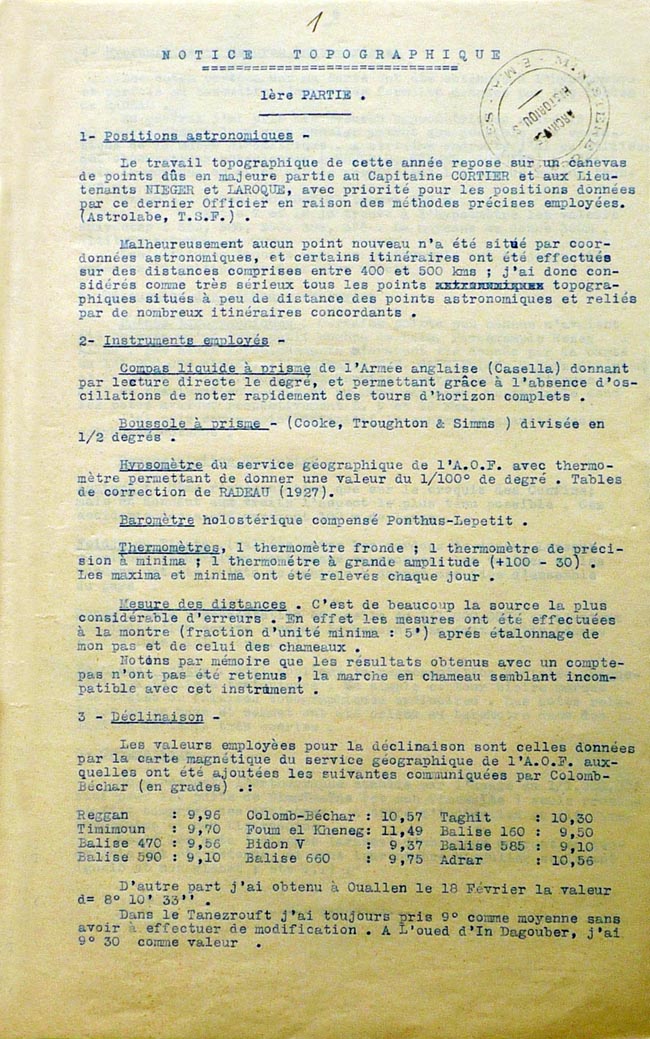 1
NOTICE TOPOGRAPHIQUE
1ère PARTIE .
MINISTERE
E.M.A.
ARCHIVES
HISTORIQUES
1- Positions astronomiques -
Le travail topographique de cette année repose sur un canevas
de points dûs en majeure partie au Capitaine CORTIER et aux Lieu-
tenants NIEGER et LAROQUE, avec priorité pour les positions données
par ce dernier Officier en raison des méthodes précises employées.
(Astrolabe, T.S.F.) .
Malheureusement aucun point nouveau n'a été situé par coor-
données astronomiques, et certains itinéraires ont été effectués
sur des distances comprises entre 400 et 500 kms ; j'ai donc con-
sidérés comme très sérieux tous les points topogra-
phiques situés à peu de distance des points astronomiques et reliés
par de nombreux itinéraires concordants .
2- Instruments employés -
Compas liquide à prisme de l'Armée anglaise (Casella) donnant
par lecture directe le degré, et permettant grâce à l'absence d'os-
cillations de noter rapidement des tours d'horizon complets .
Boussole à prisme - (Cooke, Troughton & Simms ) divisée en
1/2 degrés .
Hypsomètre du service géographique de l'A.O.F. avec thermo-
mètre permettant de donner une valeur du 1/100° de degré . Tables
de correction de RADEAU (1927).
Baromètre holostérique compensé Ponthus-Lepetit .
Thermomètres, 1 thermomètre fronde ; 1 thermomètre de préci-
sion à minima ; 1 thermométre à grande amplitude (+100 - 30) .
Les maxima et minima ont été relevés chaque jour .
Mesure des distances . C'est de beaucoup la source la plus
considérable d'erreurs . En effet les mesures ont été effectuées
à la montre (fraction d'unité minima : 5') aprés étalonnage de
mon pas et de celui des chameaux .
Notons par mémoire que les résultats obtenus avec un compte-
pas n'ont pas été retenus , la marche en chameau semblant incom-
patible avec cet instrument .
3 - Déclinaison -
Les valeurs employèes pour la déclinaison sont celles données
par la carte magnétique du service géographique de l'A.O.F. aux-
quelles ont été ajoutées les suivantes communiquées par Colomb-
Béchar (en grades) .:
Reggan : 9,96 Colomb-Béchar : 10,57 Taghit : 10,30
Timimoun : 9,70 Foum el Kheneg: 11,49 Balise 160 : 9,50
Balise 470 : 9,56 Bidon V : 9,37 Balise 585 : 9,10
Balise 590 : 9,10 Balise 660 : 9,75 Adrar : 10,56
D'autre part j'ai obtenu à Ouallen le 18 Février la valeur
d= 8° 10' 33'' .
Dans le Tanezrouft j'ai toujours pris 9° comme moyenne sans
avoir à effectuer de modification . A L'oued d'In Dagouber, j'ai
9° 30 comme valeur .